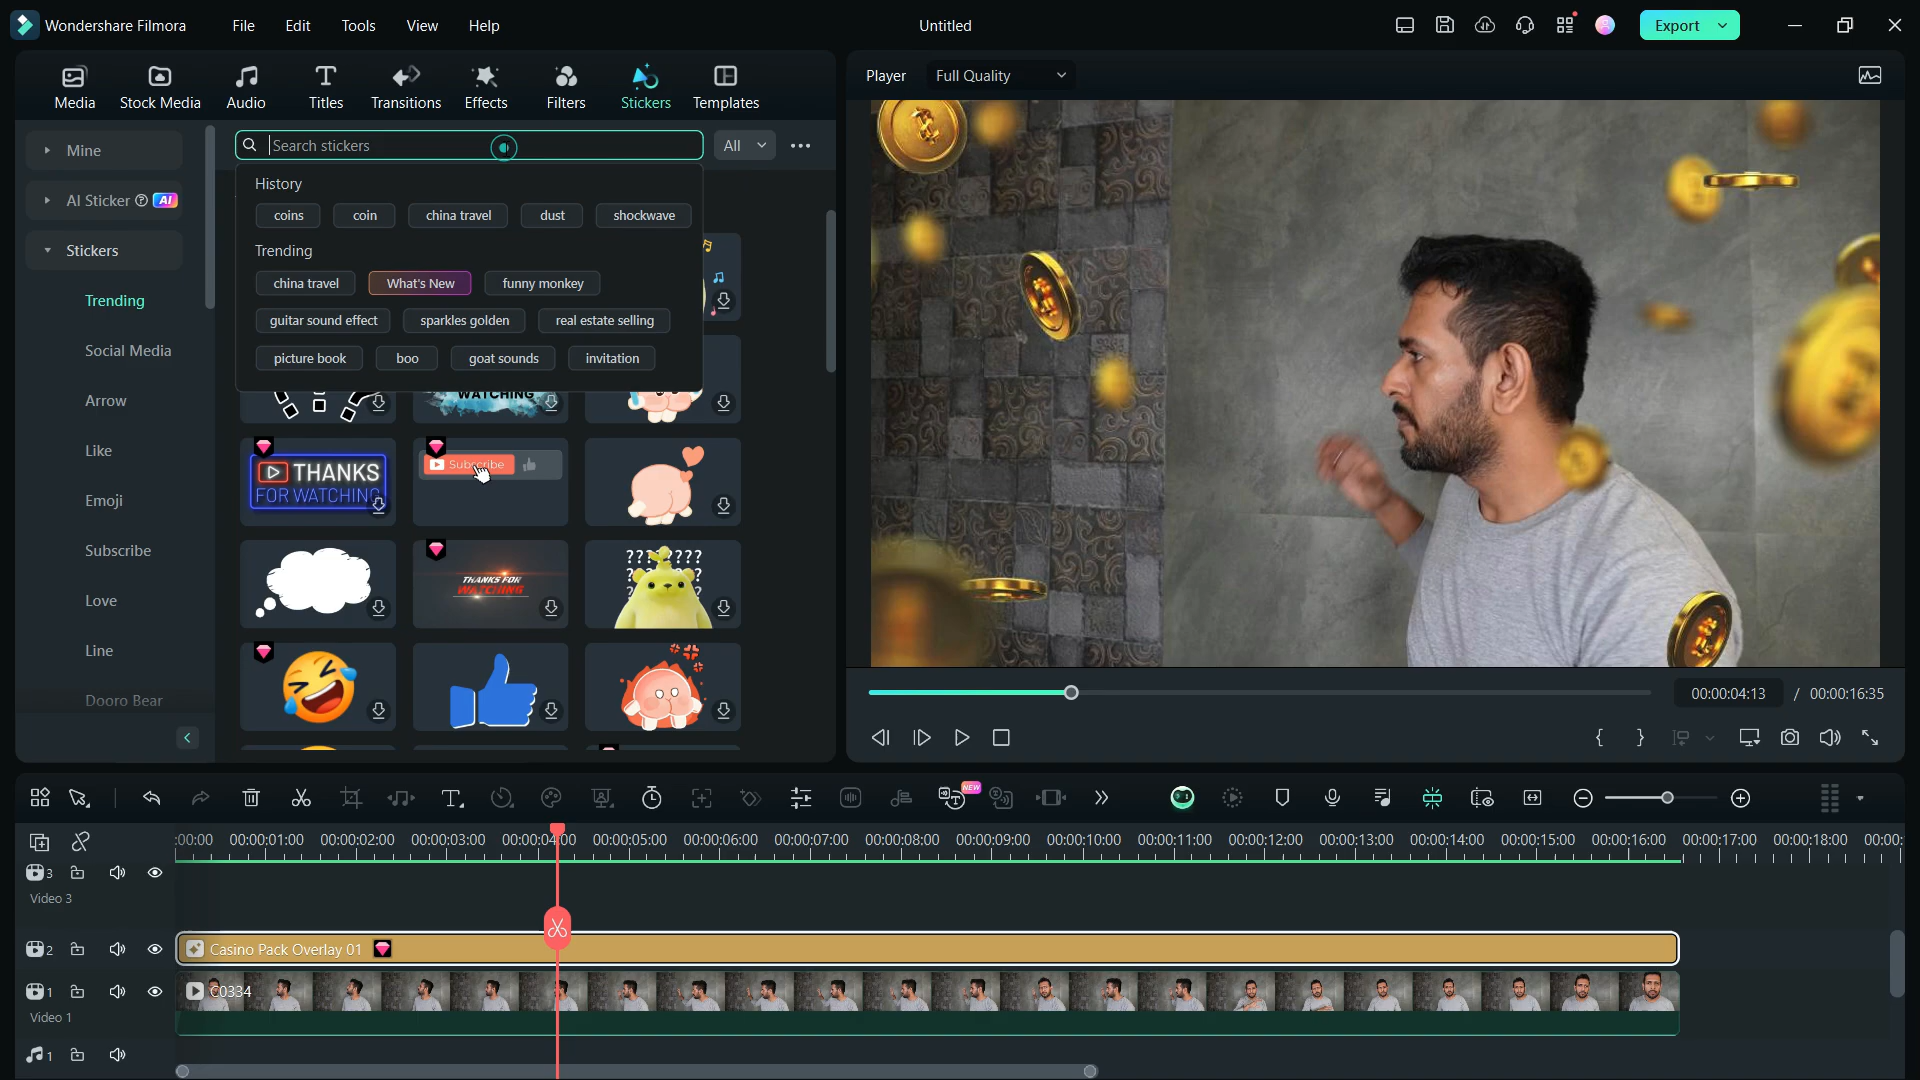 Wondershare Filmora
File
Edit
Tools
View
Help
Untitled
Export
Media
Stock Media
Audio
Titles
Transitions
Effects
Filters
Stickers
Templates
Player
Full Quality
Mine
AI Sticker
AI
Stickers
Trending
Social Media
Arrow
Like
Emoji
Subscribe
Love
Line
Dooro Bear
Search stickers
All
History
coins
coin
china travel
dust
shockwave
Trending
china travel
What's New
funny monkey
guitar sound effect
sparkles golden
real estate selling
picture book
boo
goat sounds
invitation
WATCHING
THANKS
FOR WATCHING
Subscribe
THANKS FOR
WATCHING
????????
00:00:04:13 / 00:00:16:35
NEW
:00:00 00:00:01:00 00:00:02:00 00:00:03:00 00:00:04:00 00:00:05:00 00:00:06:00 00:00:07:00 00:00:08:00 00:00:09:00 00:00:10:00 00:00:11:00 00:00:12:00 00:00:13:00 00:00:14:00 00:00:15:00 00:00:16:00 00:00:17:00 00:00:18:00 00:00:
3
Video 3
2
Casino Pack Overlay 01
1
C0334
Video 1
1